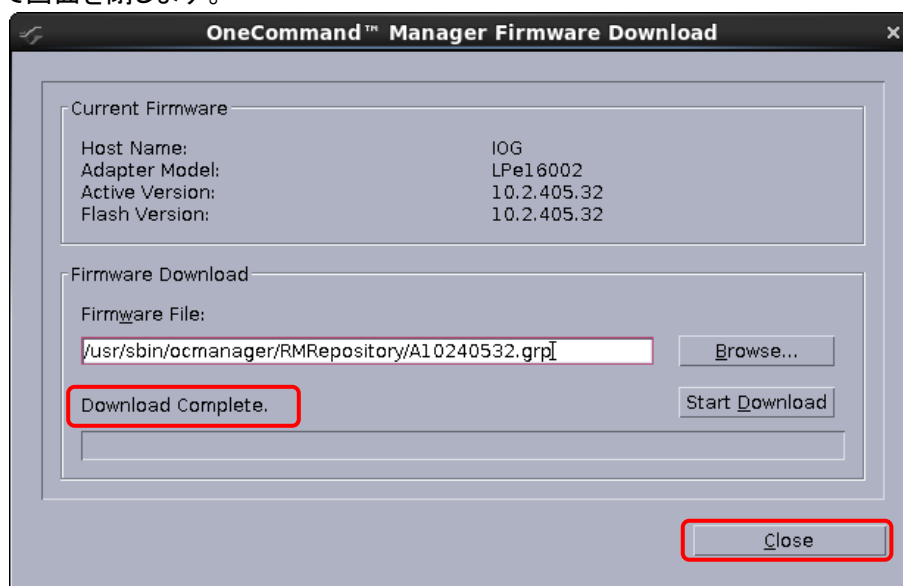 て画面を閉じます。
OneCommand™ Manager Firmware Download
Current Firmware
Host Name: IOG
Adapter Model: LPe16002
Active Version: 10.2.405.32
Flash Version: 10.2.405.32
Firmware Download
Firmware File:
/usr/sbin/ocmanager/RMRepository/A10240532.grp
Browse...
Download Complete.
Start Download
Close